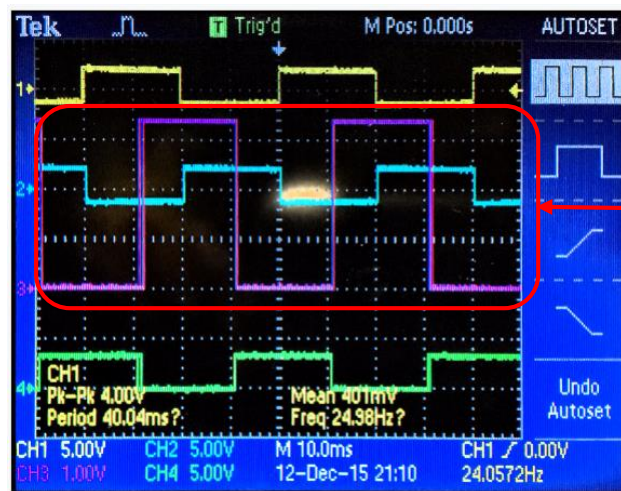 Tek T Trig'd M Pos: 0.000s AUTOSET
1
2
3
4
CH1
Pk-Pk 4.00V Mean 401mV
Period 40.04ms? Freq 24.98Hz?
Undo
Autoset
CH1 5.00V CH2 5.00V M 10.0ms CH1 0.00V
CH3 1.00V CH4 5.00V 12-Dec-15 21:10 24.0572Hz